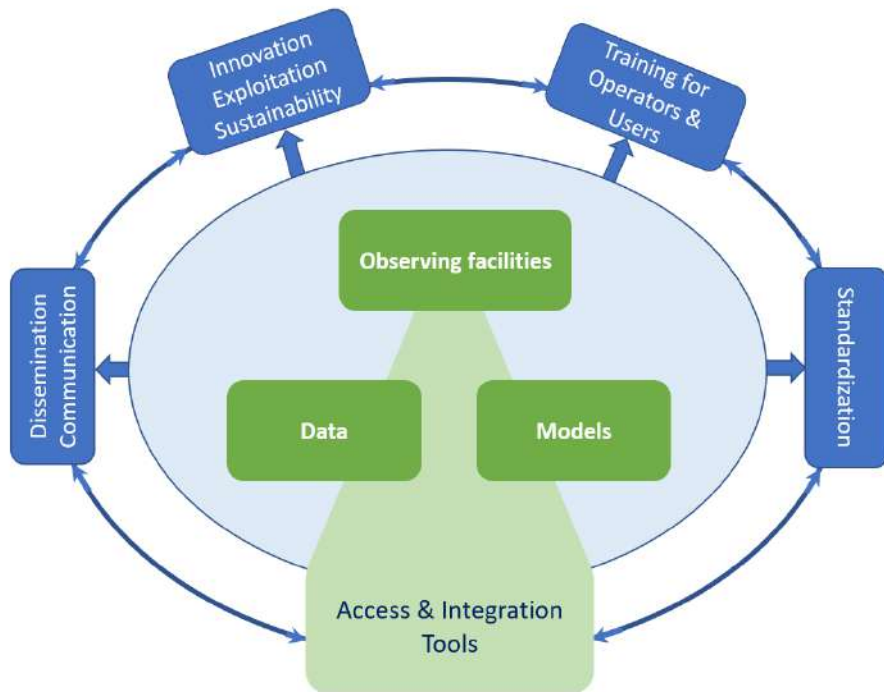 Innovation
Exploitation
Sustainability
Training for
Operators &
Users
Observing facilities
Dissemination
Communication
Data
Models
Standardization
Access & Integration
Tools